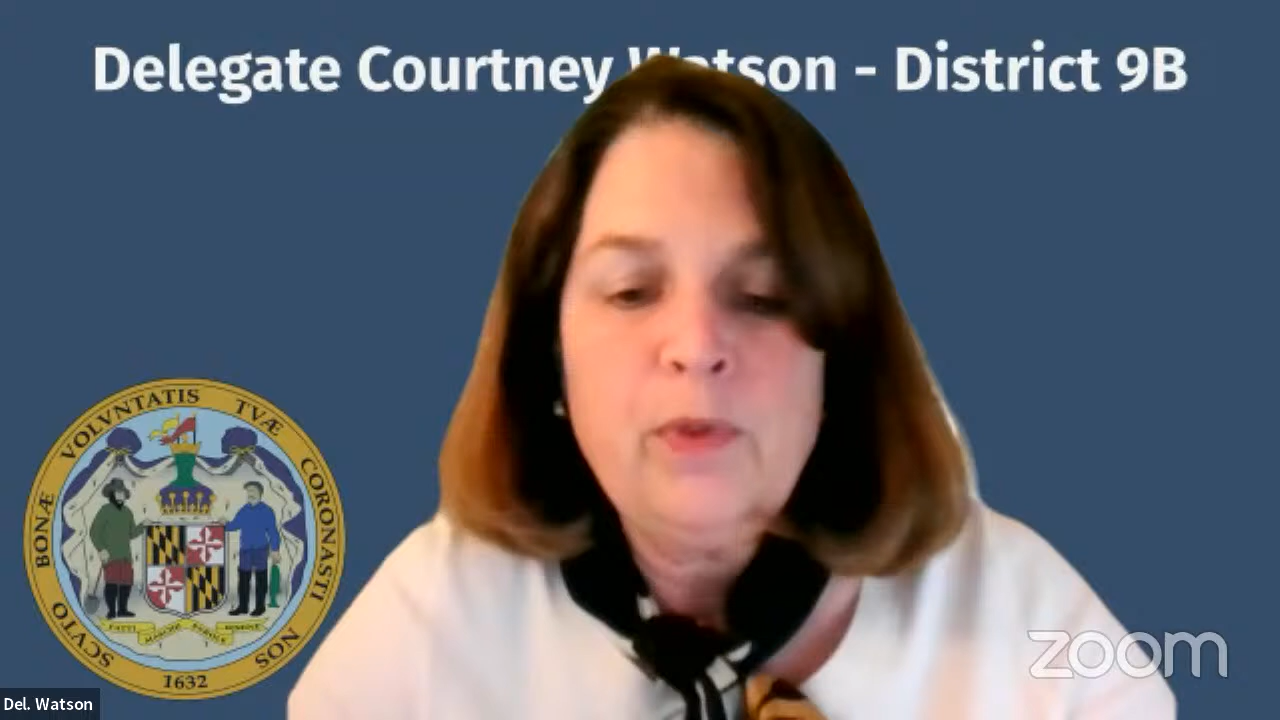 Delegate Courtney Watson - District 9B
SCVTO BONÆ VOLVNTATIS TVÆ CORONASTI NOS
1632
zoom
Del. Watson